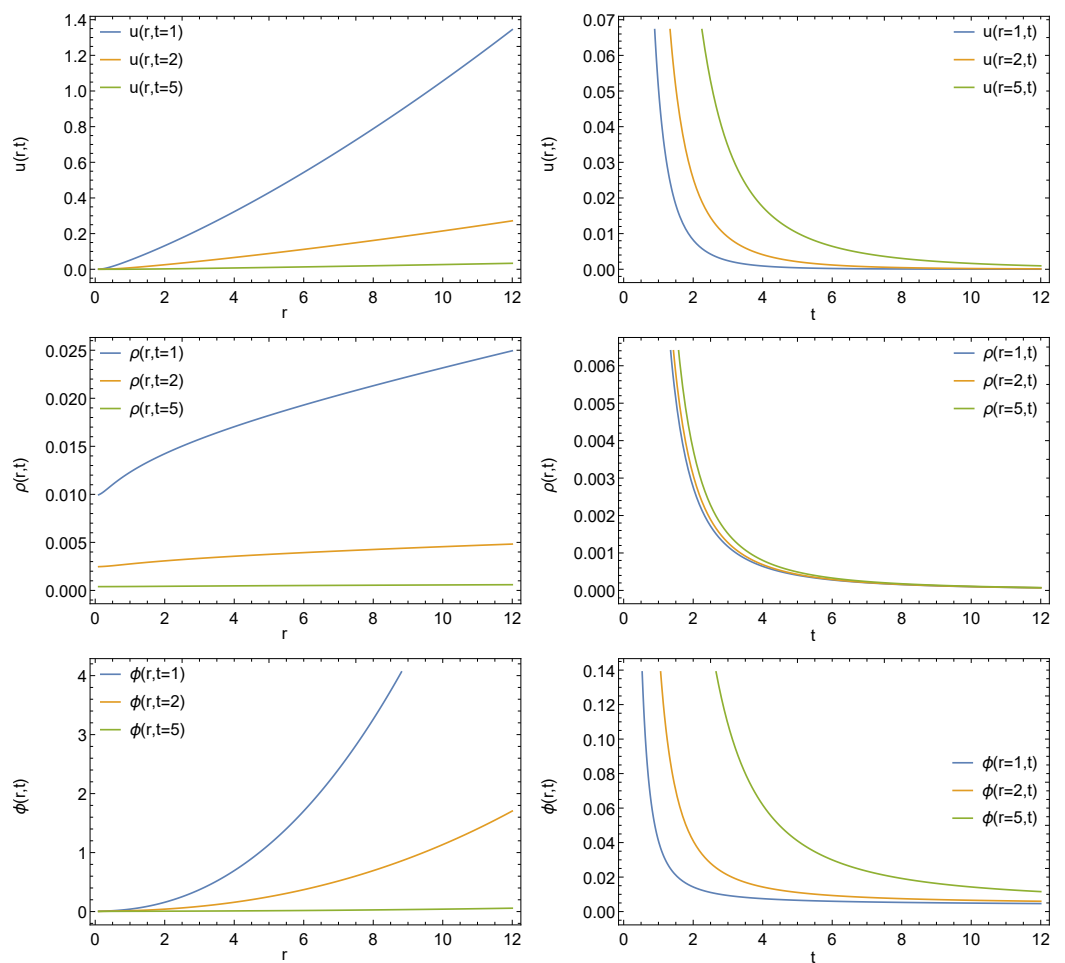 u(r,t=1)
u(r,t=2)
u(r,t=5)
0.0
0.2
0.4
0.6
0.8
1.0
1.2
1.4
u(r,t)
0 2 4 6 8 10 12
r
u(r=1,t)
u(r=2,t)
u(r=5,t)
0.00
0.01
0.02
0.03
0.04
0.05
0.06
0.07
u(r,t)
0 2 4 6 8 10 12
t
ρ(r,t=1)
ρ(r,t=2)
ρ(r,t=5)
0.000
0.005
0.010
0.015
0.020
0.025
ρ(r,t)
0 2 4 6 8 10 12
r
ρ(r=1,t)
ρ(r=2,t)
ρ(r=5,t)
0.000
0.001
0.002
0.003
0.004
0.005
0.006
ρ(r,t)
0 2 4 6 8 10 12
t
ϕ(r,t=1)
ϕ(r,t=2)
ϕ(r,t=5)
0
1
2
3
4
ϕ(r,t)
0 2 4 6 8 10 12
r
ϕ(r=1,t)
ϕ(r=2,t)
ϕ(r=5,t)
0.00
0.02
0.04
0.06
0.08
0.10
0.12
0.14
ϕ(r,t)
0 2 4 6 8 10 12
t